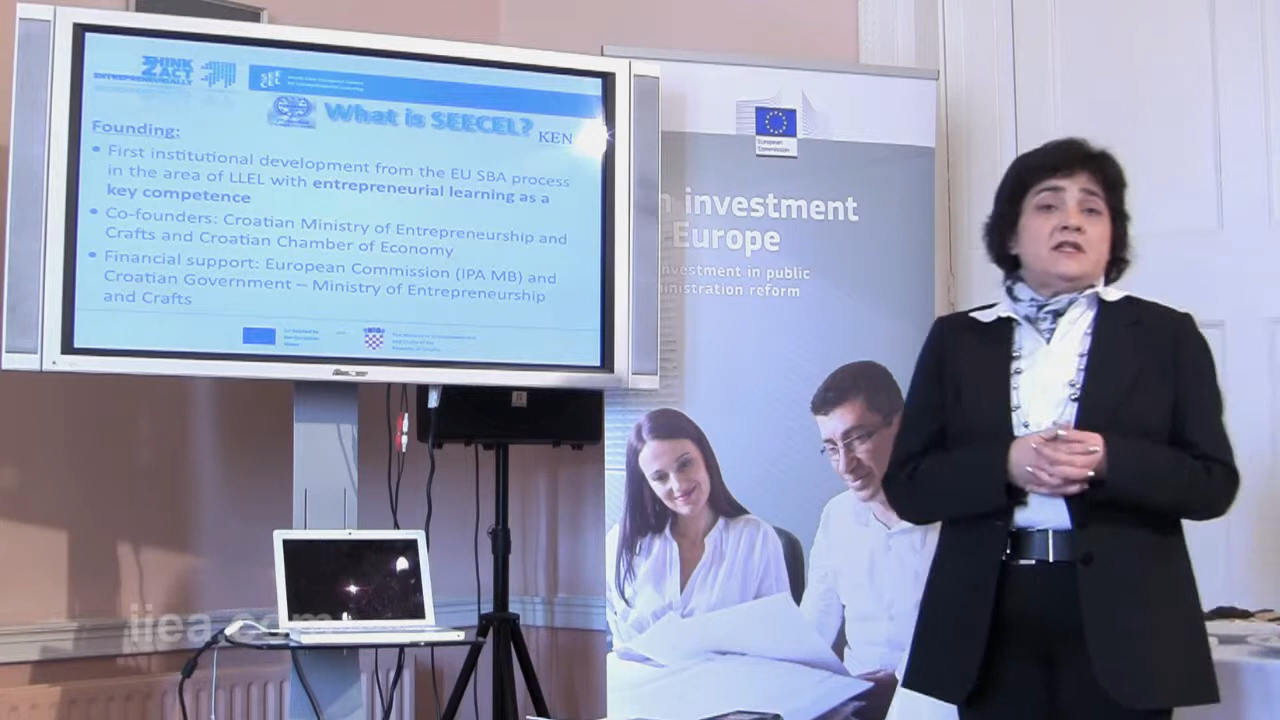 THINK
2 ACT
ENTREPRENEURIALLY
What is SEECEL?
KEN
Founding:
• First institutional development from the EU SBA process
in the area of LLEL with entrepreneurial learning as a
key competence
• Co-founders: Croatian Ministry of Entrepreneurship and
Crafts and Croatian Chamber of Economy
• Financial support: European Commission (IPA MB) and
Croatian Government – Ministry of Entrepreneurship
and Crafts
European
Commission
investment
Europe
investment in public
reform
iiea.com